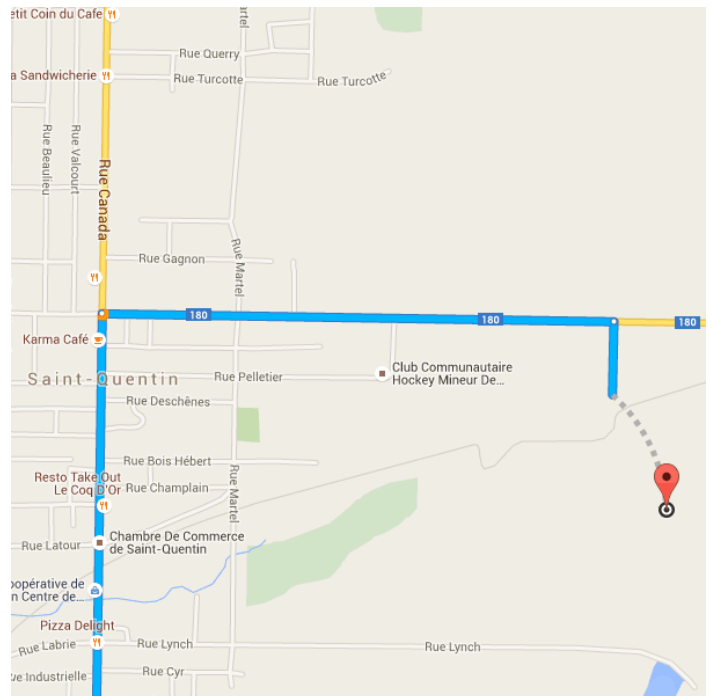 etit Coin du Cafe
Martel
Rue Querry
a Sandwicherie
Rue Turcotte
Rue Turcotte
Rue Beaulieu
Rue Valcourt
Rue Canada
Rue Martel
Rue Gagnon
180
180
180
Karma Café
Saint-Quentin
Rue Pelletier
Club Communautaire
Hockey Mineur De...
Rue Deschênes
Rue Bois Hébert
Resto Take Out
Le Coq D'Or
Rue Champlain
Rue Martel
Chambre De Commerce
de Saint-Quentin
Rue Latour
oopérative de
n Centre de...
Pizza Delight
Rue Labrie
Rue Lynch
Rue Lynch
ue Industrielle
Rue Cyr